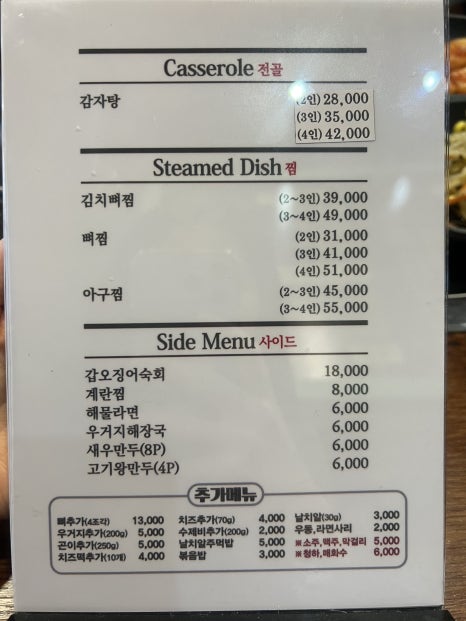 Casserole 전골
감자탕 (2인) 28,000
(3인) 35,000
(4인) 42,000
Steamed Dish 찜
김치뼈찜 (2~3인) 39,000
(3~4인) 49,000
뼈찜 (2인) 31,000
(3인) 41,000
(4인) 51,000
아구찜 (2~3인) 45,000
(3~4인) 55,000
Side Menu 사이드
갑오징어숙회 18,000
계란찜 8,000
해물라면 6,000
우거지해장국 6,000
새우만두(8P) 6,000
고기왕만두(4P) 6,000
추가메뉴
뼈추가(4조각) 13,000 치즈추가(70g) 4,000 날치알(30g) 3,000
우거지추가(200g) 5,000 수제비추가(200g) 2,000 우동,라면사리 2,000
곤이추가(250g) 5,000 날치알주먹밥 5,000 ※소주,맥주,막걸리 5,000
치즈떡추가(10개) 4,000 볶음밥 3,000 ※청하,매화수 6,000